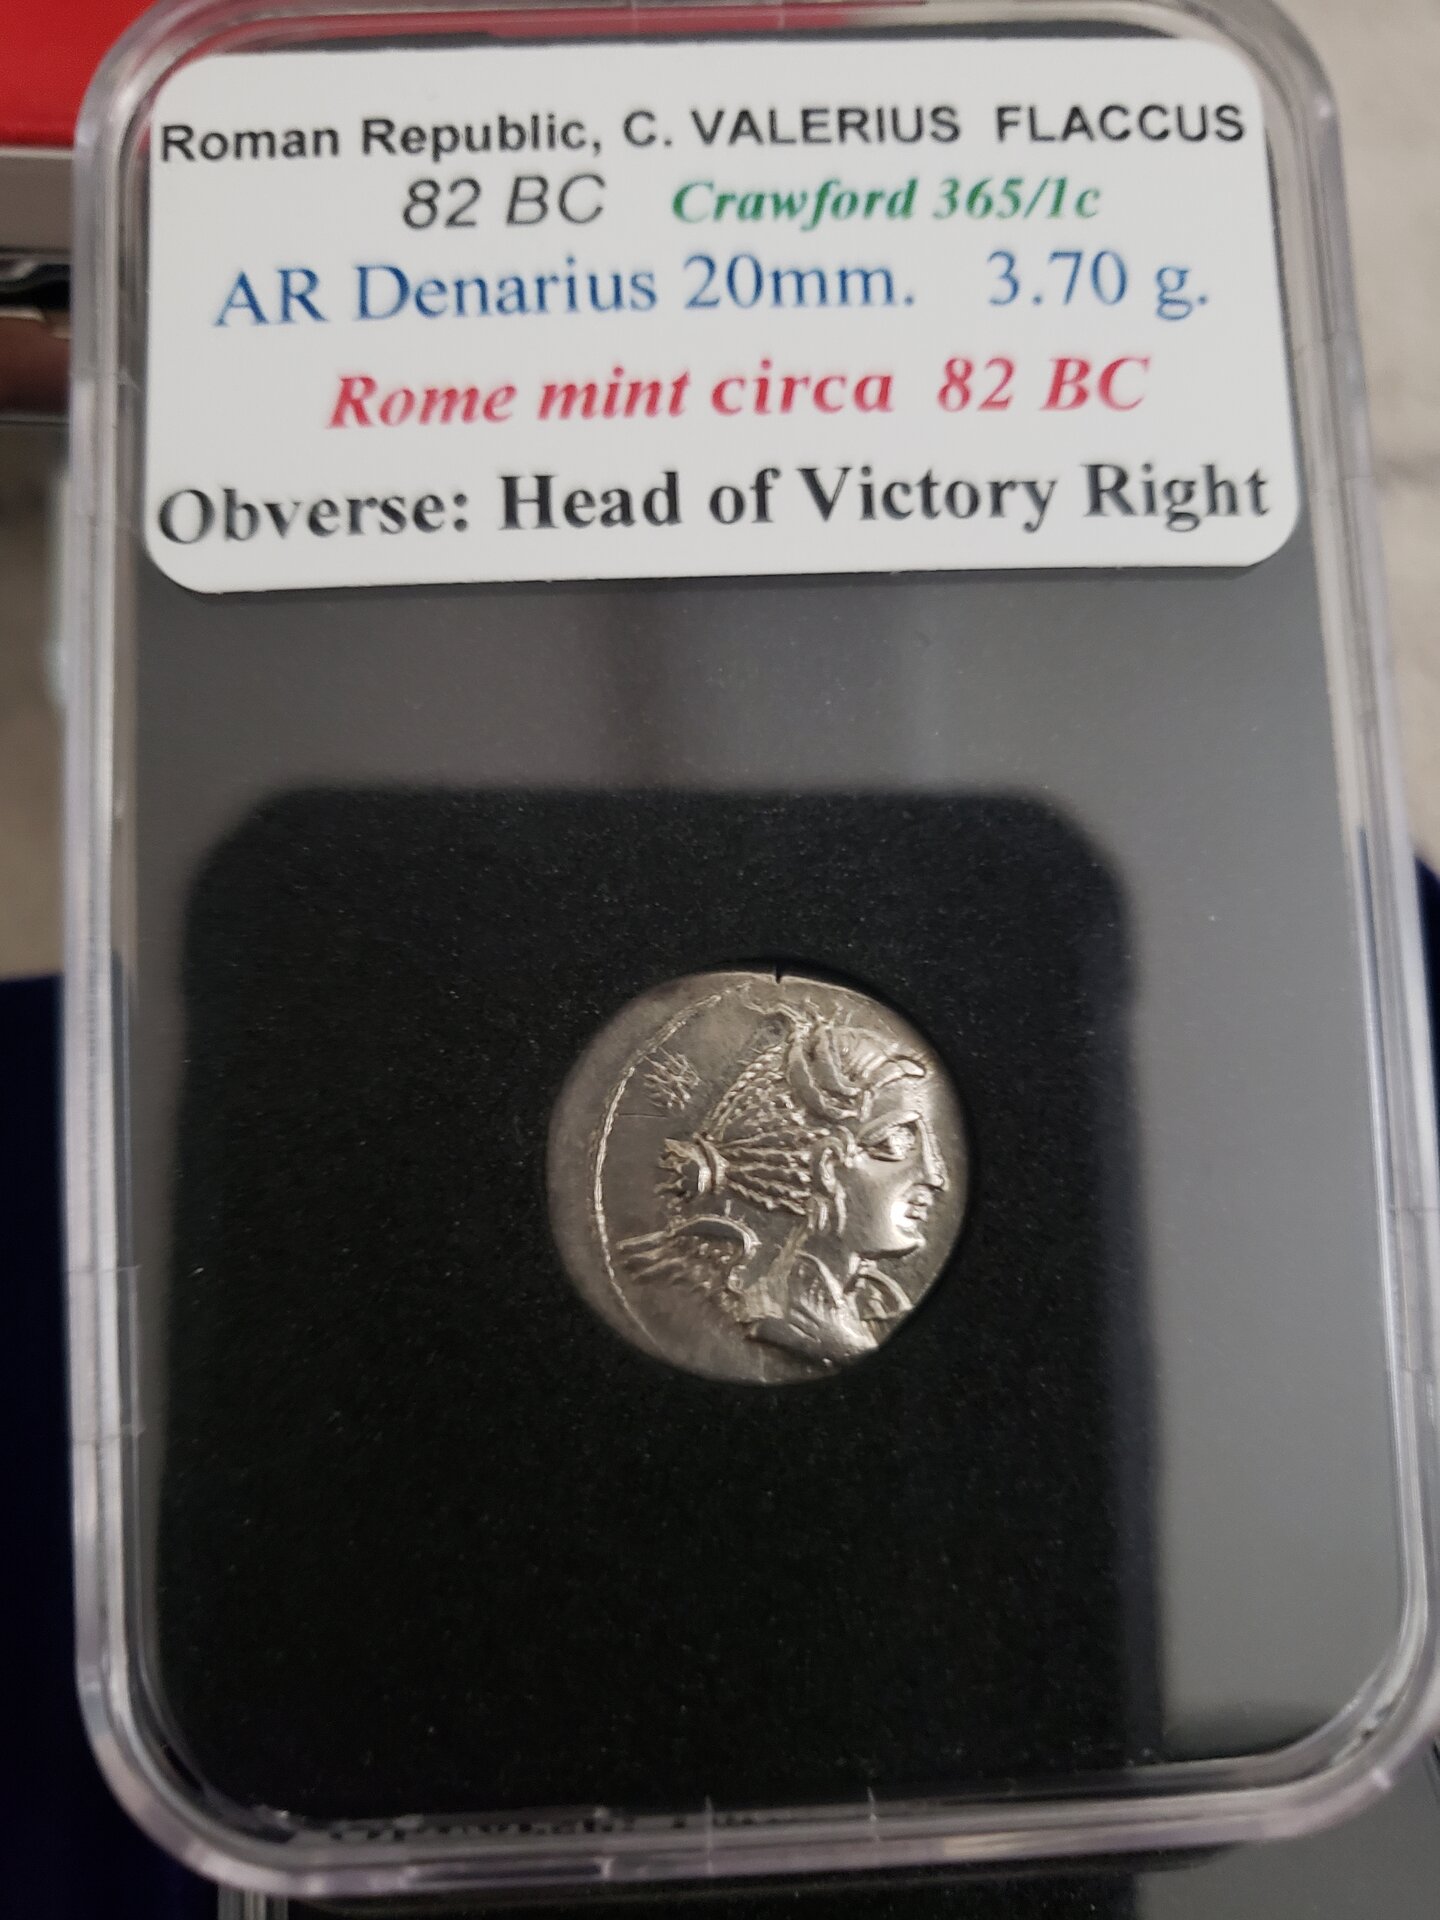 Roman Republic, C. VALERIUS FLACCUS
82 BC Crawford 365/1c
AR Denarius 20mm. 3.70 g.
Rome mint circa 82 BC
Obverse: Head of Victory Right